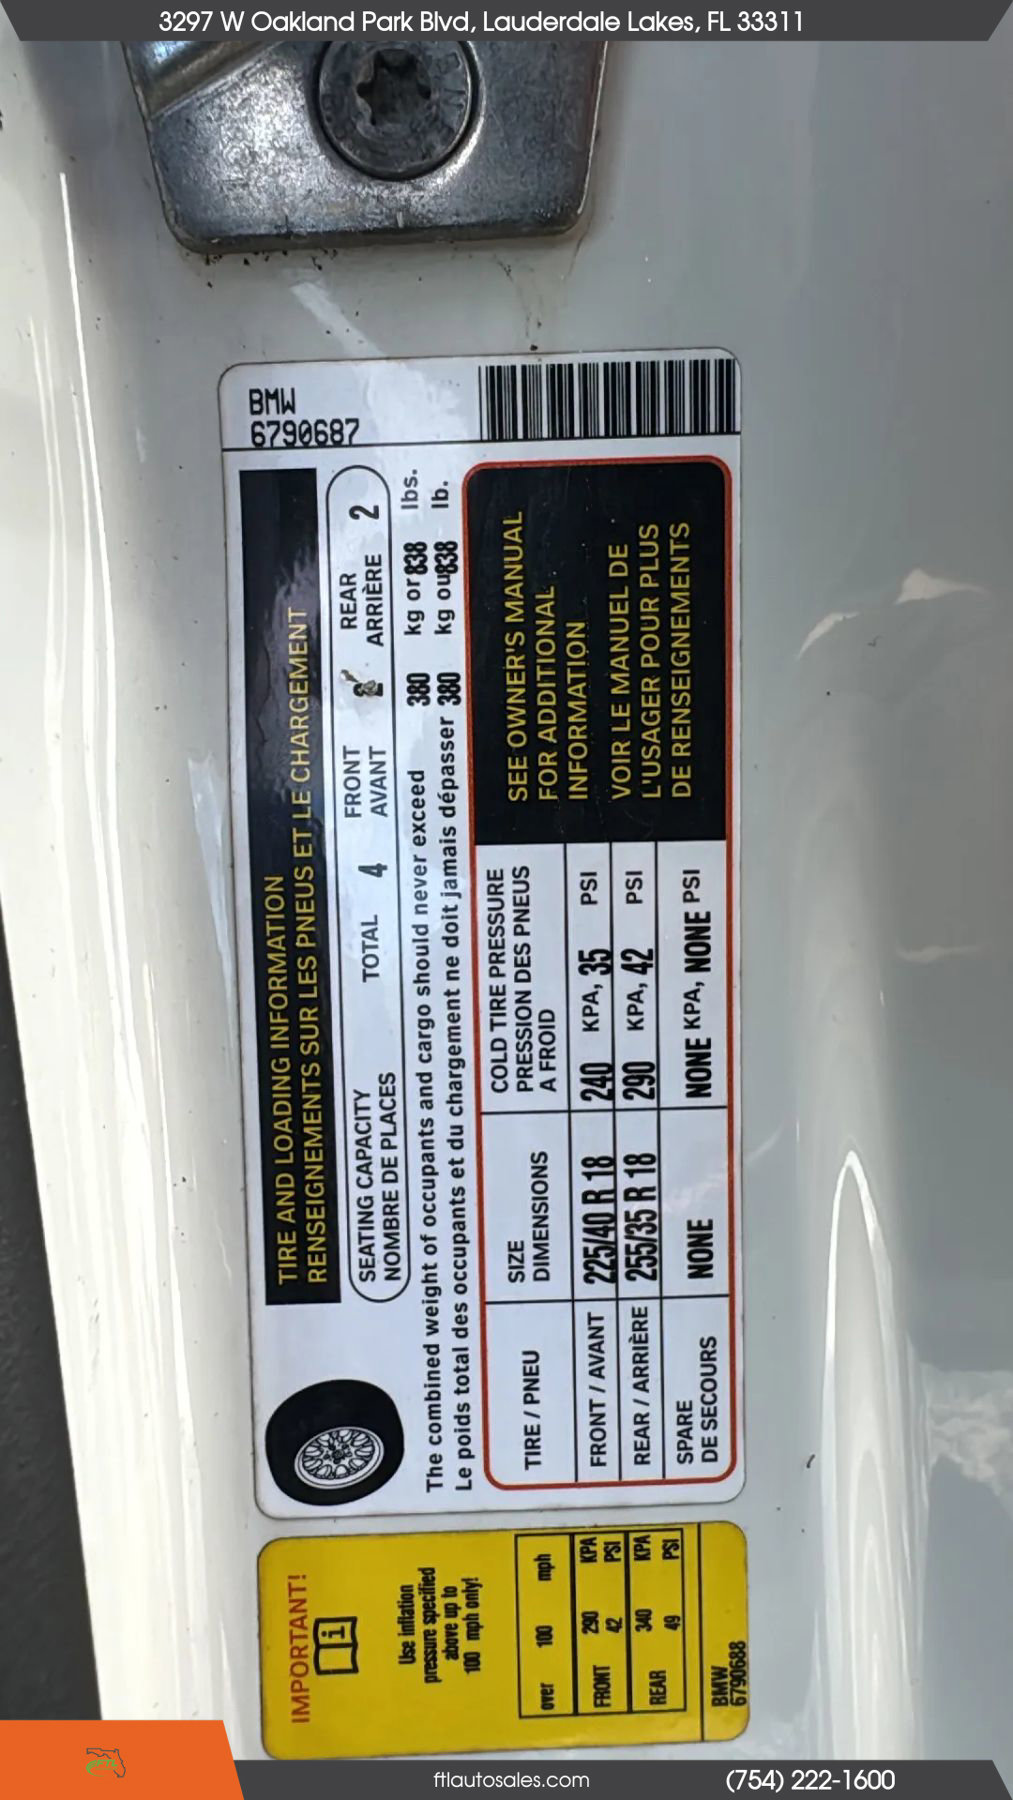 3297 W Oakland Park Blvd, Lauderdale Lakes, FL 33311
BMW
6790687
TIRE AND LOADING INFORMATION
RENSEIGNEMENTS SUR LES PNEUS ET LE CHARGEMENT
SEATING CAPACITY TOTAL 4 FRONT 2 REAR 2
NOMBRE DE PLACES AVANT ARRIÈRE
The combined weight of occupants and cargo should never exceed 380 kg or 838 lbs.
Le poids total des occupants et du chargement ne doit jamais dépasser 380 kg ou 838 lb.
TIRE / PNEU
SIZE
DIMENSIONS
COLD TIRE PRESSURE
PRESSION DES PNEUS
A FROID
FRONT / AVANT 225/40 R 18 240 KPA, 35 PSI
REAR / ARRIÈRE 255/35 R 18 290 KPA, 42 PSI
SPARE
DE SECOURS NONE NONE KPA, NONE PSI
SEE OWNER'S MANUAL
FOR ADDITIONAL
INFORMATION
VOIR LE MANUEL DE
L'USAGER POUR PLUS
DE RENSEIGNEMENTS
IMPORTANT!
Use inflation
pressure specified
above up to
100 mph only!
over 100 mph
FRONT 290 KPA
42 PSI
REAR 340 KPA
49 PSI
BMW
6790688
ftlautosales.com
(754) 222-1600